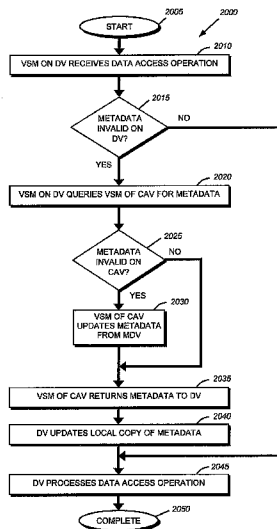 2005
START
2000
2010
VSM ON DV RECEIVES DATA ACCESS OPERATION
2015
METADATA
INVALID ON
DV?
NO
YES
2020
VSM ON DV QUERIES VSM OF CAV FOR METADATA
2025
METADATA
INVALID ON
CAV?
NO
YES
2030
VSM OF CAV
UPDATES METADATA
FROM MDV
2035
VSM OF CAV RETURNS METADATA TO DV
2040
DV UPDATES LOCAL COPY OF METADATA
2045
DV PROCESSES DATA ACCESS OPERATION
2050
COMPLETE